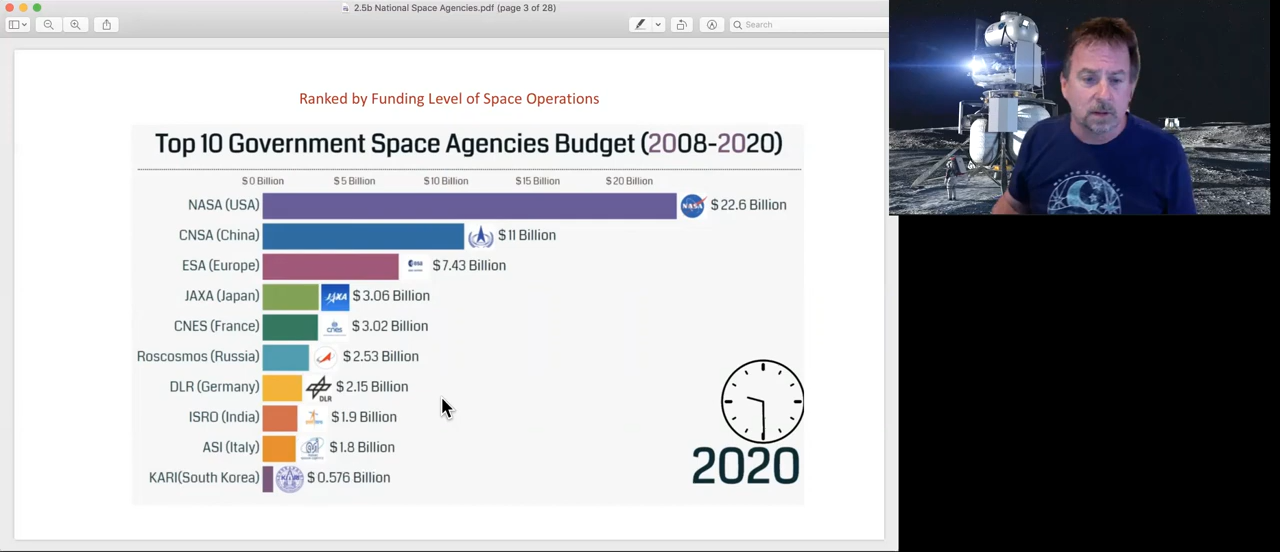 2.5b National Space Agencies.pdf (page 3 of 28)
Search
Ranked by Funding Level of Space Operations
Top 10 Government Space Agencies Budget (2008-2020)
$ 0 Billion $ 5 Billion $ 10 Billion $ 15 Billion $ 20 Billion
NASA (USA) NASA $ 22.6 Billion
CNSA (China) $ 11 Billion
ESA (Europe) esa $ 7.43 Billion
JAXA (Japan) JAXA $ 3.06 Billion
CNES (France) cnes $ 3.02 Billion
Roscosmos (Russia) $ 2.53 Billion
DLR (Germany) DLR $ 2.15 Billion
ISRO (India) $ 1.9 Billion
ASI (Italy) $ 1.8 Billion
KARI(South Korea) $ 0.576 Billion
2020